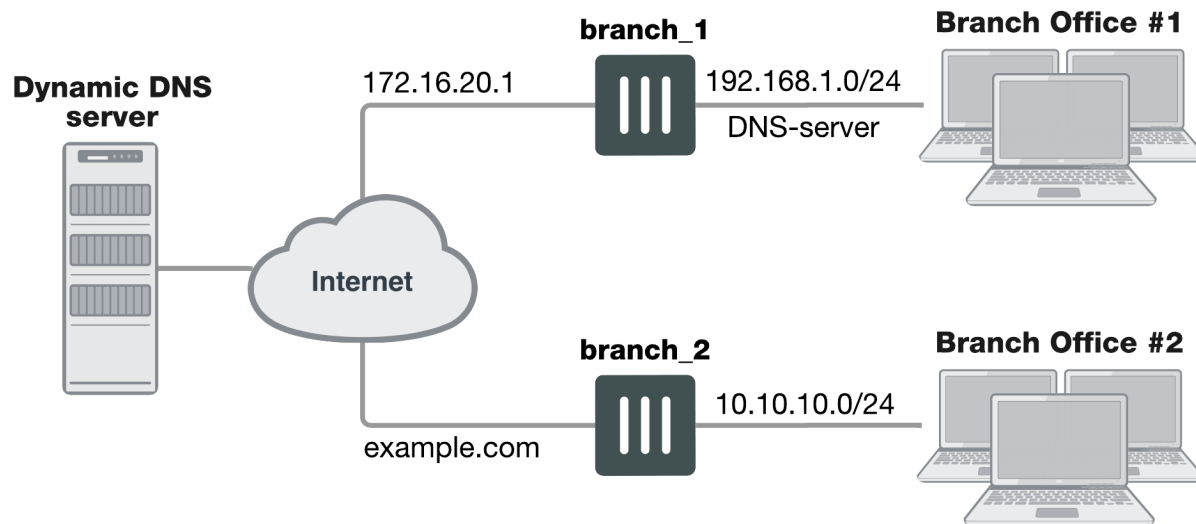 Dynamic DNS
server
Internet
branch_1
172.16.20.1
192.168.1.0/24
DNS-server
Branch Office #1
branch_2
example.com
10.10.10.0/24
Branch Office #2